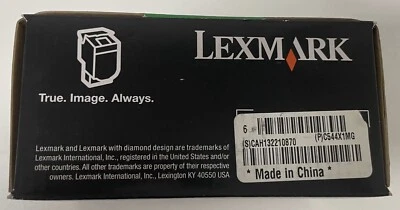 LEXMARK
True. Image. Always.
6
(S)CAH132210870
(P)C544X1MG
* Made in China *
Lexmark and Lexmark with diamond design are trademarks of
Lexmark International, Inc., registered in the United States and/or
other countries. All other trademarks are property of their respective
owners. Lexmark International, Inc., Lexington KY 40550 USA